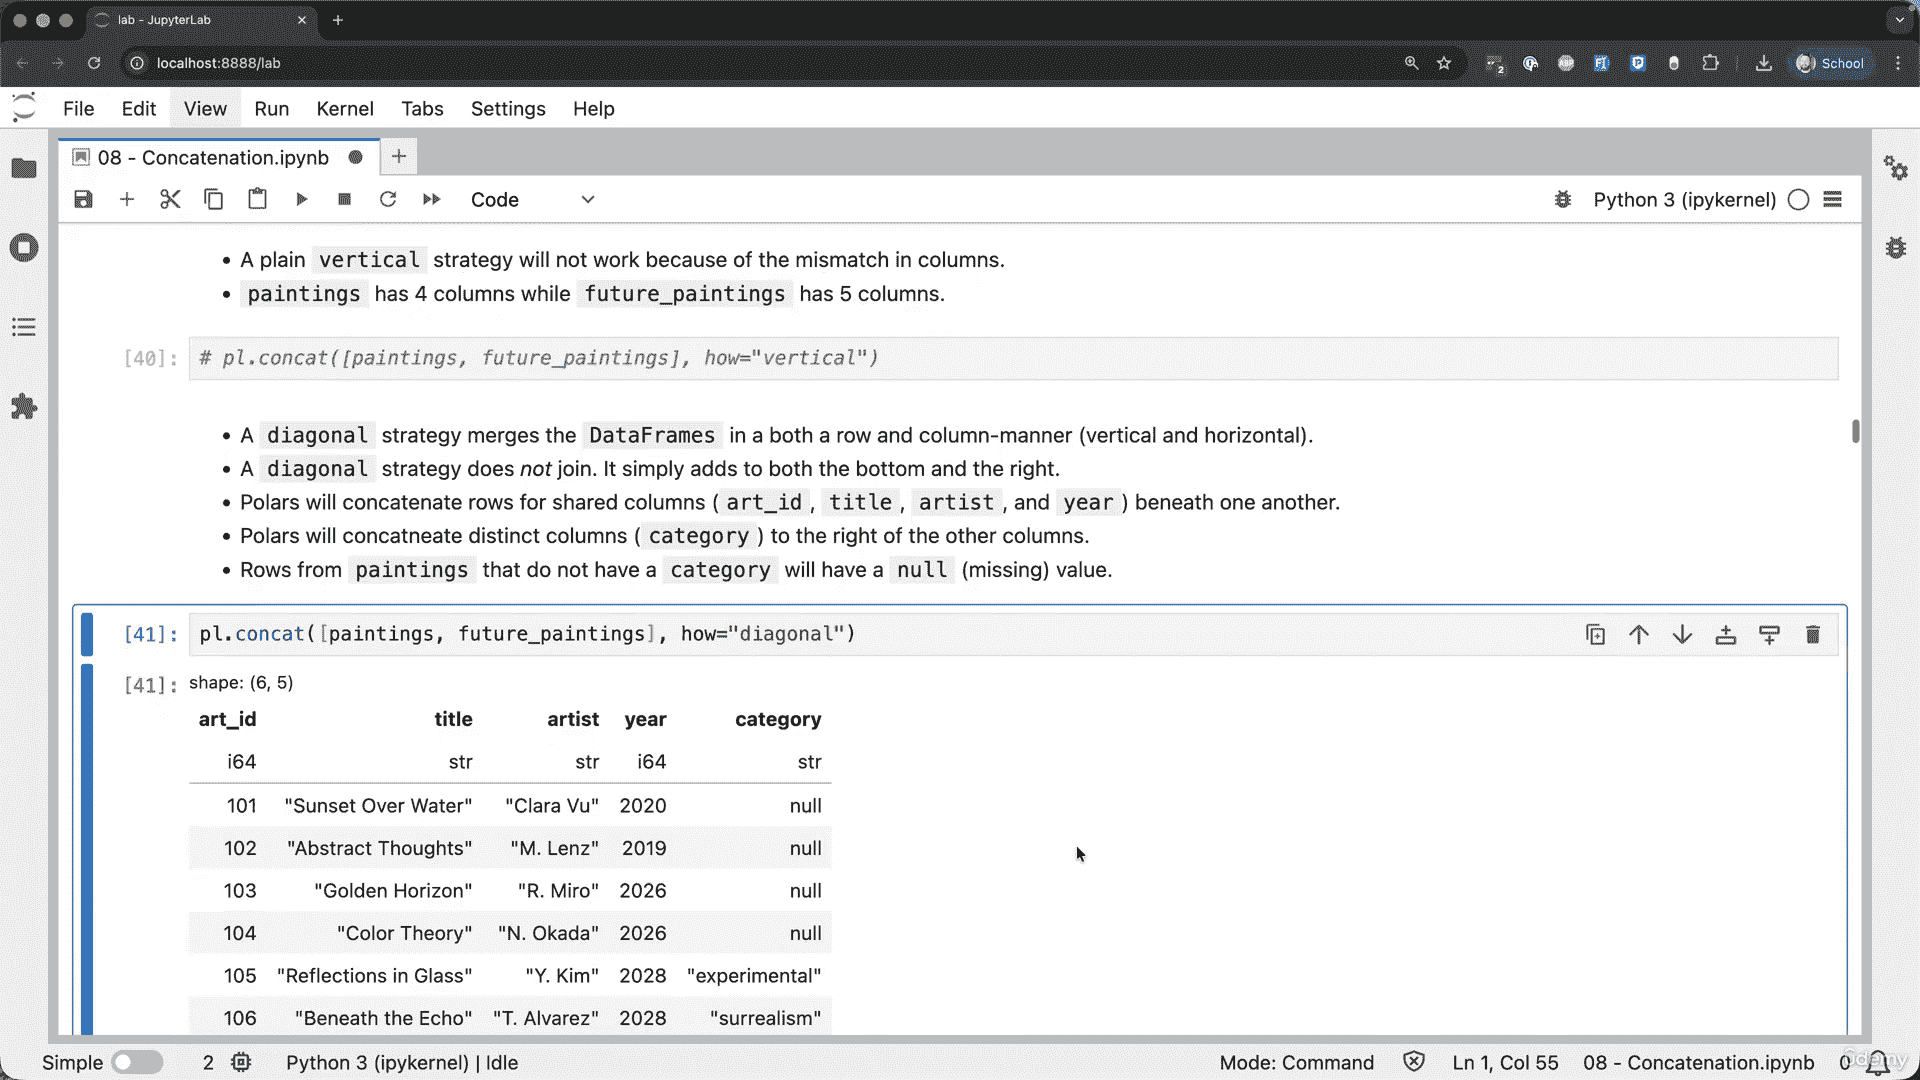 lab - JupyterLab
localhost:8888/lab
2
School
File Edit View Run Kernel Tabs Settings Help
08 - Concatenation.ipynb
Code
Python 3 (ipykernel)
• A plain vertical strategy will not work because of the mismatch in columns.
• paintings has 4 columns while future_paintings has 5 columns.
[40]: # pl.concat([paintings, future_paintings], how="vertical")
• A diagonal strategy merges the DataFrames in a both a row and column-manner (vertical and horizontal).
• A diagonal strategy does not join. It simply adds to both the bottom and the right.
• Polars will concatenate rows for shared columns ( art_id , title , artist , and year ) beneath one another.
• Polars will concatneate distinct columns ( category ) to the right of the other columns.
• Rows from paintings that do not have a category will have a null (missing) value.
[41]: pl.concat([paintings, future_paintings], how="diagonal")
[41]: shape: (6, 5)
art_id title artist year category
i64 str str i64 str
101 "Sunset Over Water" "Clara Vu" 2020 null
102 "Abstract Thoughts" "M. Lenz" 2019 null
103 "Golden Horizon" "R. Miro" 2026 null
104 "Color Theory" "N. Okada" 2026 null
105 "Reflections in Glass" "Y. Kim" 2028 "experimental"
106 "Beneath the Echo" "T. Alvarez" 2028 "surrealism"
Simple 2 Python 3 (ipykernel) | Idle Mode: Command Ln 1, Col 55 08 - Concatenation.ipynb 0
Udemy